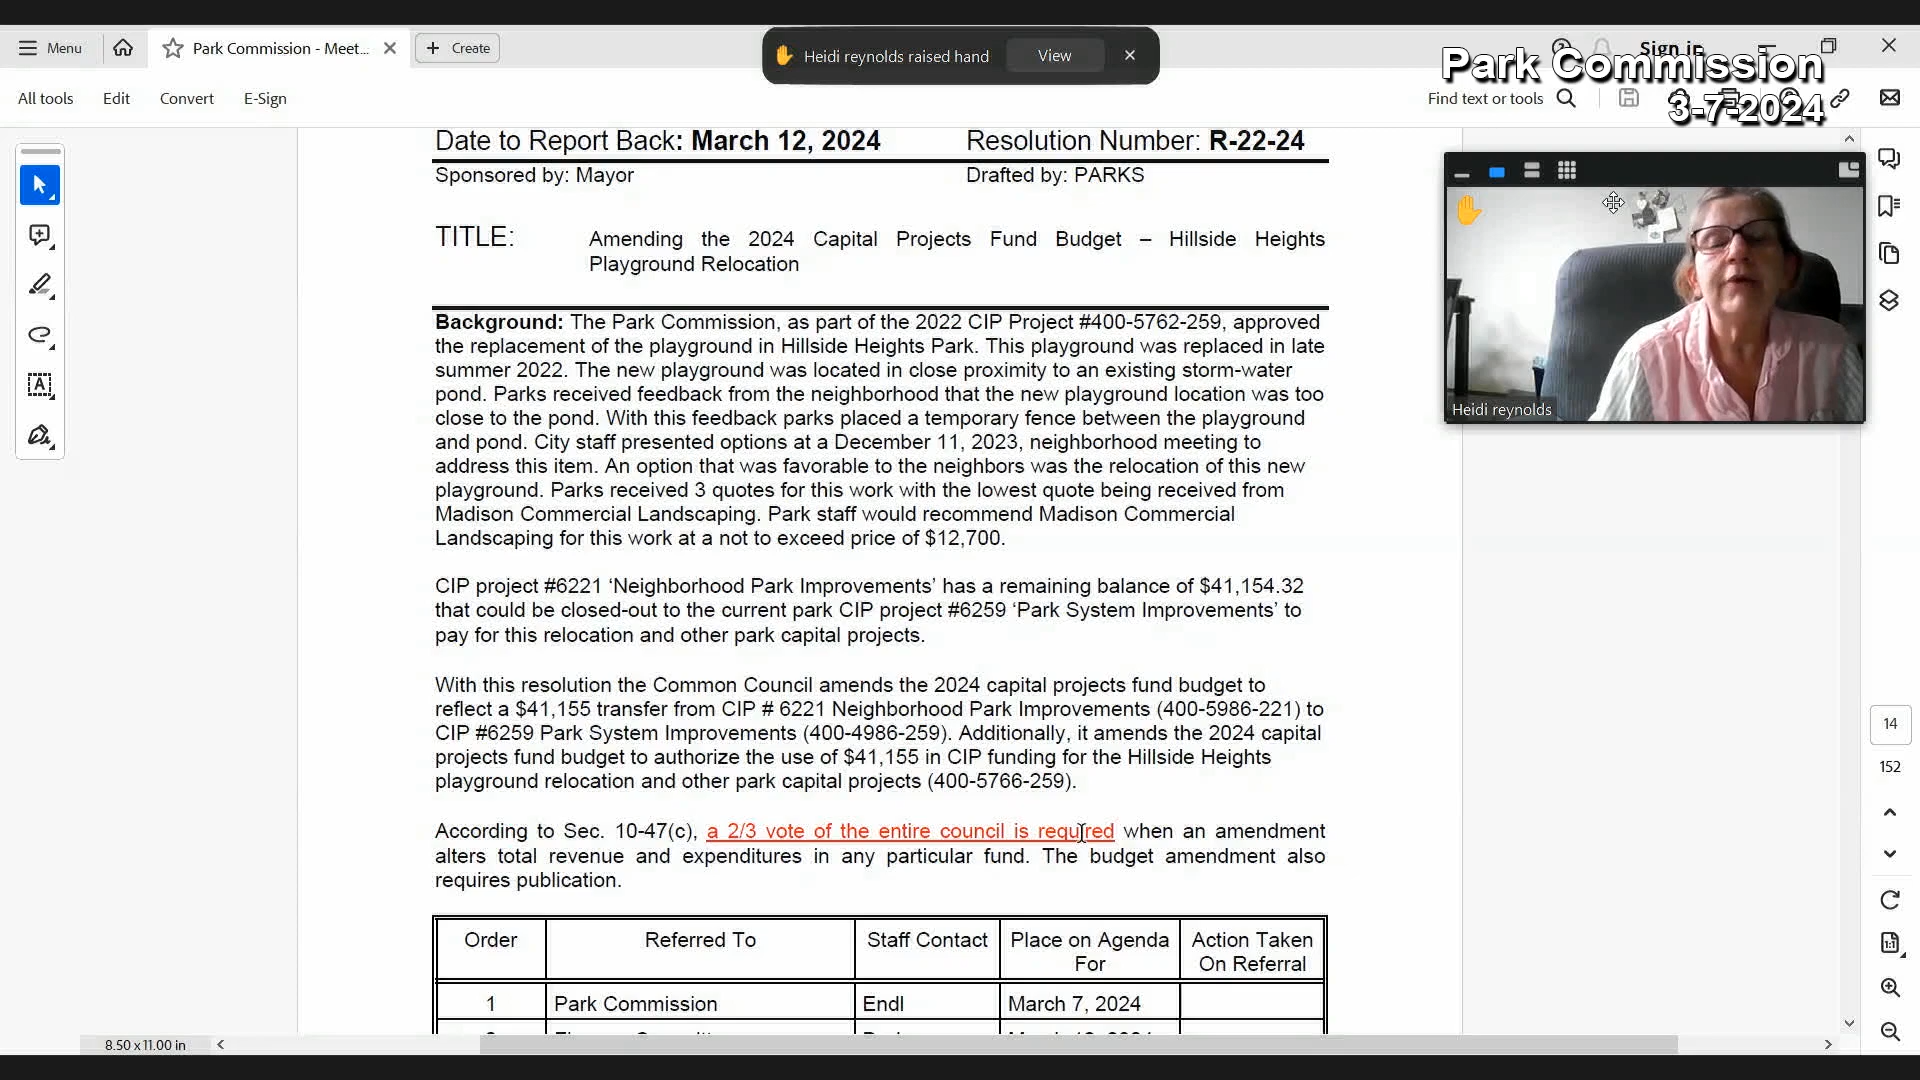 Menu
Park Commission - Meet...
Create
Heidi reynolds raised hand
View
Sign in
Park Commission
3-7-2024
All tools
Edit
Convert
E-Sign
Find text or tools
Date to Report Back: March 12, 2024
Resolution Number: R-22-24
Sponsored by: Mayor
Drafted by: PARKS
TITLE:
Amending the 2024 Capital Projects Fund Budget – Hillside Heights
Playground Relocation
Heidi reynolds
Background: The Park Commission, as part of the 2022 CIP Project #400-5762-259, approved
the replacement of the playground in Hillside Heights Park. This playground was replaced in late
summer 2022. The new playground was located in close proximity to an existing storm-water
pond. Parks received feedback from the neighborhood that the new playground location was too
close to the pond. With this feedback parks placed a temporary fence between the playground
and pond. City staff presented options at a December 11, 2023, neighborhood meeting to
address this item. An option that was favorable to the neighbors was the relocation of this new
playground. Parks received 3 quotes for this work with the lowest quote being received from
Madison Commercial Landscaping. Park staff would recommend Madison Commercial
Landscaping for this work at a not to exceed price of $12,700.
CIP project #6221 ‘Neighborhood Park Improvements’ has a remaining balance of $41,154.32
that could be closed-out to the current park CIP project #6259 ‘Park System Improvements’ to
pay for this relocation and other park capital projects.
With this resolution the Common Council amends the 2024 capital projects fund budget to
reflect a $41,155 transfer from CIP # 6221 Neighborhood Park Improvements (400-5986-221) to
CIP #6259 Park System Improvements (400-4986-259). Additionally, it amends the 2024 capital
projects fund budget to authorize the use of $41,155 in CIP funding for the Hillside Heights
playground relocation and other park capital projects (400-5766-259).
According to Sec. 10-47(c), a 2/3 vote of the entire council is required when an amendment
alters total revenue and expenditures in any particular fund. The budget amendment also
requires publication.
Order
Referred To
Staff Contact
Place on Agenda
For
Action Taken
On Referral
1
Park Commission
Endl
March 7, 2024
14
152
8.50 x 11.00 in